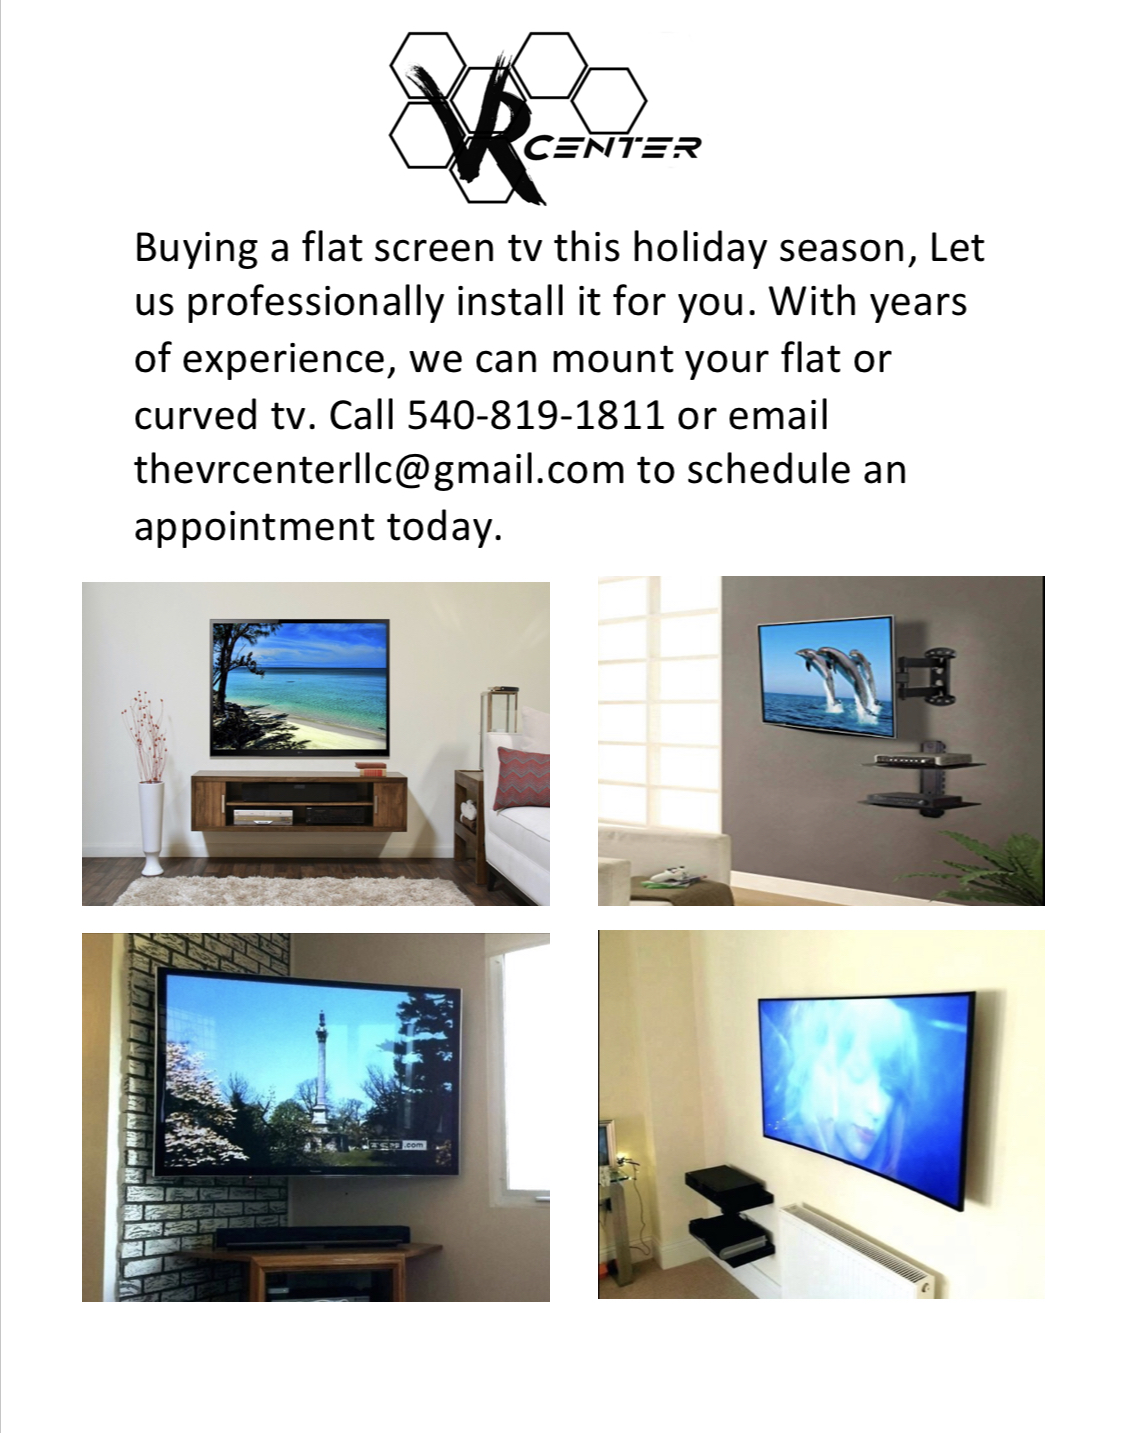 VR CENTER
Buying a flat screen tv this holiday season, Let
us professionally install it for you. With years
of experience, we can mount your flat or
curved tv. Call 540-819-1811 or email
thevrcenterllc@gmail.com to schedule an
appointment today.
.com